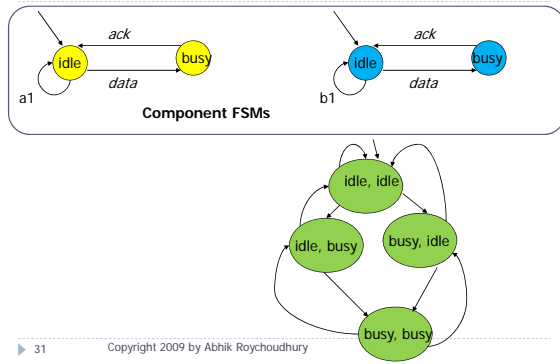 ack
ack
idle
busy
idle
busy
data
data
a1
b1
Component FSMs
idle, idle
idle, busy
busy, idle
busy, busy
31
Copyright 2009 by Abhik Roychoudhury